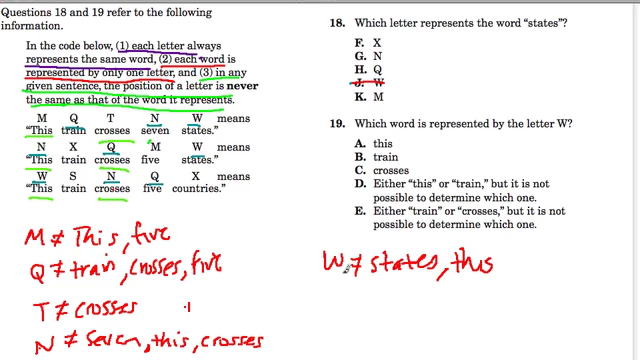 Questions 18 and 19 refer to the following
information.
In the code below, (1) each letter always
represents the same word, (2) each word is
represented by only one letter, and (3) in any
given sentence, the position of a letter is never
the same as that of the word it represents.
M Q T N W means
"This train crosses seven states."
N X Q M W means
"This train crosses five states."
W S N Q X means
"This train crosses five countries."
M ≠ This, five
Q ≠ train, crosses, five
T ≠ crosses
N ≠ seven, this, crosses
18. Which letter represents the word "states"?
F. X
G. N
H. Q
J. W
K. M
19. Which word is represented by the letter W?
A. this
B. train
C. crosses
D. Either "this" or "train," but it is not
possible to determine which one.
E. Either "train" or "crosses," but it is not
possible to determine which one.
W ≠ states, this